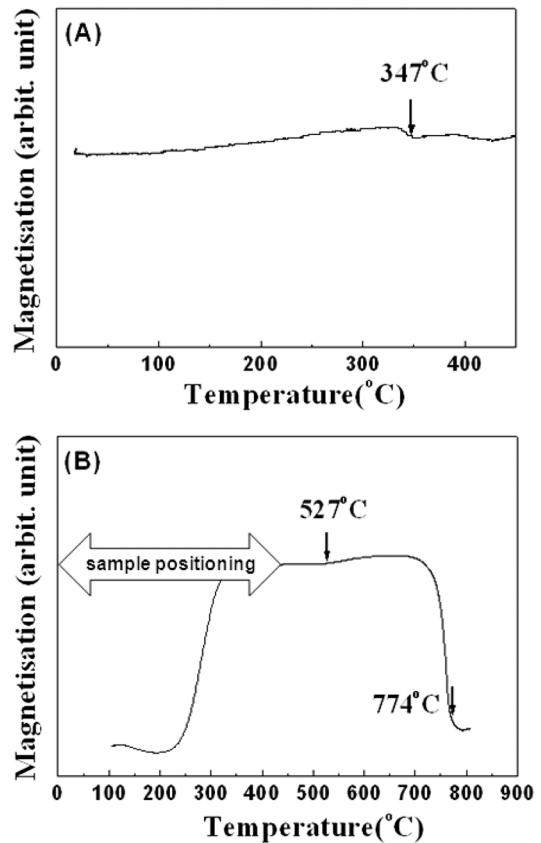 (A)
347°C
Magnetisation (arbit. unit)
0 100 200 300 400
Temperature(°C)
(B)
527°C
sample positioning
774°C
Magnetisation (arbit. unit)
0 100 200 300 400 500 600 700 800 900
Temperature(°C)